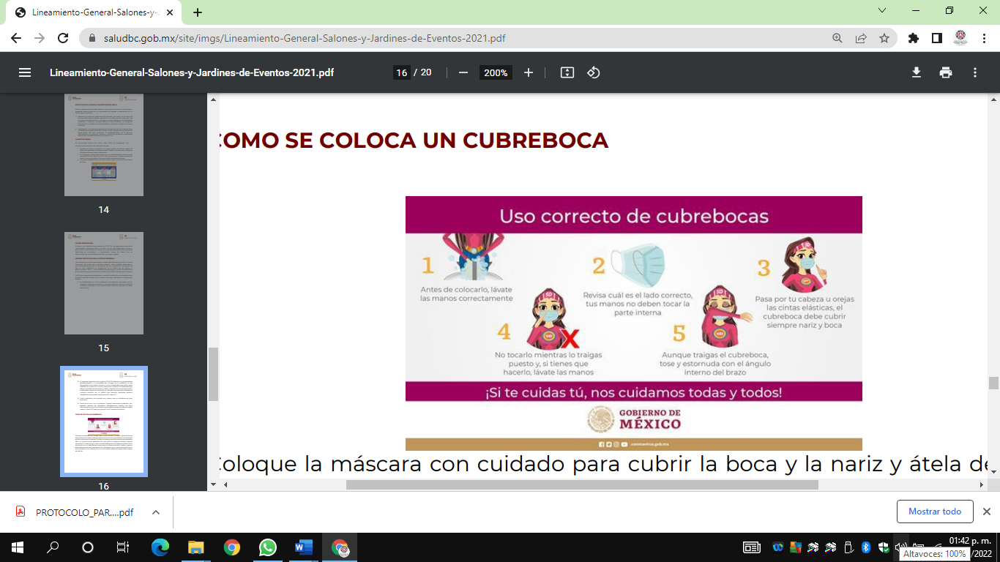 Lineamiento-General-Salones-y-J
saludbc.gob.mx/site/imgs/Lineamiento-General-Salones-y-Jardines-de-Eventos-2021.pdf
Lineamiento-General-Salones-y-Jardines-de-Eventos-2021.pdf
16 / 20
200%
14
15
16
COMO SE COLOCA UN CUBREBOCA
Uso correcto de cubrebocas
1
Antes de colocarlo, lávate
las manos correctamente
2
Revisa cuál es el lado correcto,
tus manos no deben tocar la
parte interna
3
Pasa por tu cabeza u orejas
las cintas elásticas, el
cubreboca debe cubrir
siempre nariz y boca
4
No tocarlo mientras lo traigas
puesto y, si tienes que
hacerlo, lávate las manos
5
Aunque traigas el cubreboca,
tose y estornuda con el ángulo
interno del brazo
¡Si te cuidas tú, nos cuidamos todas y todos!
GOBIERNO DE
MÉXICO
coronavirus.gob.mx
Coloque la máscara con cuidado para cubrir la boca y la nariz y átela de
PROTOCOLO_PAR....pdf
Mostrar todo
01:42 p. m.
/2022
Altavoces: 100%